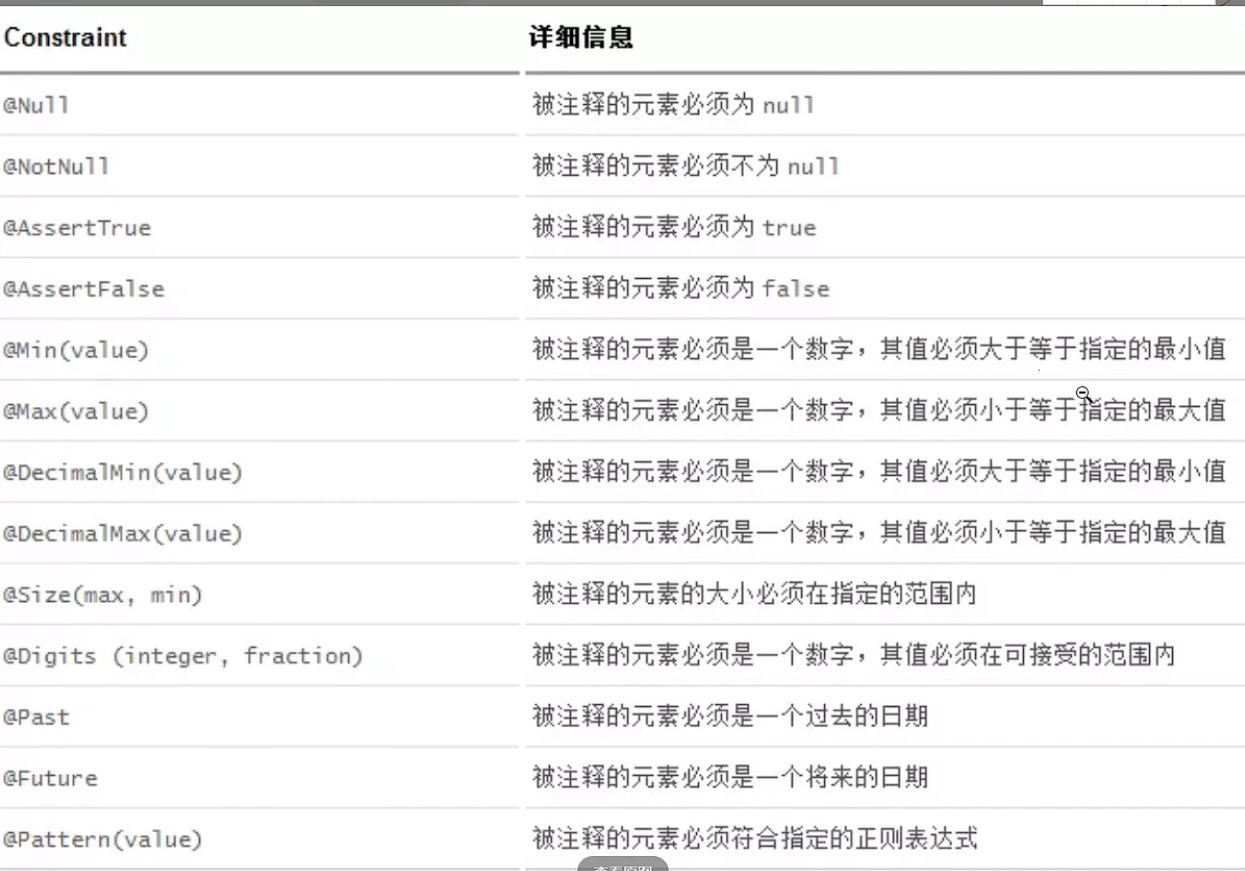 Constraint 详细信息
@Null 被注释的元素必须为 null
@NotNull 被注释的元素必须不为 null
@AssertTrue 被注释的元素必须为 true
@AssertFalse 被注释的元素必须为 false
@Min(value) 被注释的元素必须是一个数字，其值必须大于等于指定的最小值
@Max(value) 被注释的元素必须是一个数字，其值必须小于等于指定的最大值
@DecimalMin(value) 被注释的元素必须是一个数字，其值必须大于等于指定的最小值
@DecimalMax(value) 被注释的元素必须是一个数字，其值必须小于等于指定的最大值
@Size(max, min) 被注释的元素的大小必须在指定的范围内
@Digits (integer, fraction) 被注释的元素必须是一个数字，其值必须在可接受的范围内
@Past 被注释的元素必须是一个过去的日期
@Future 被注释的元素必须是一个将来的日期
@Pattern(value) 被注释的元素必须符合指定的正则表达式